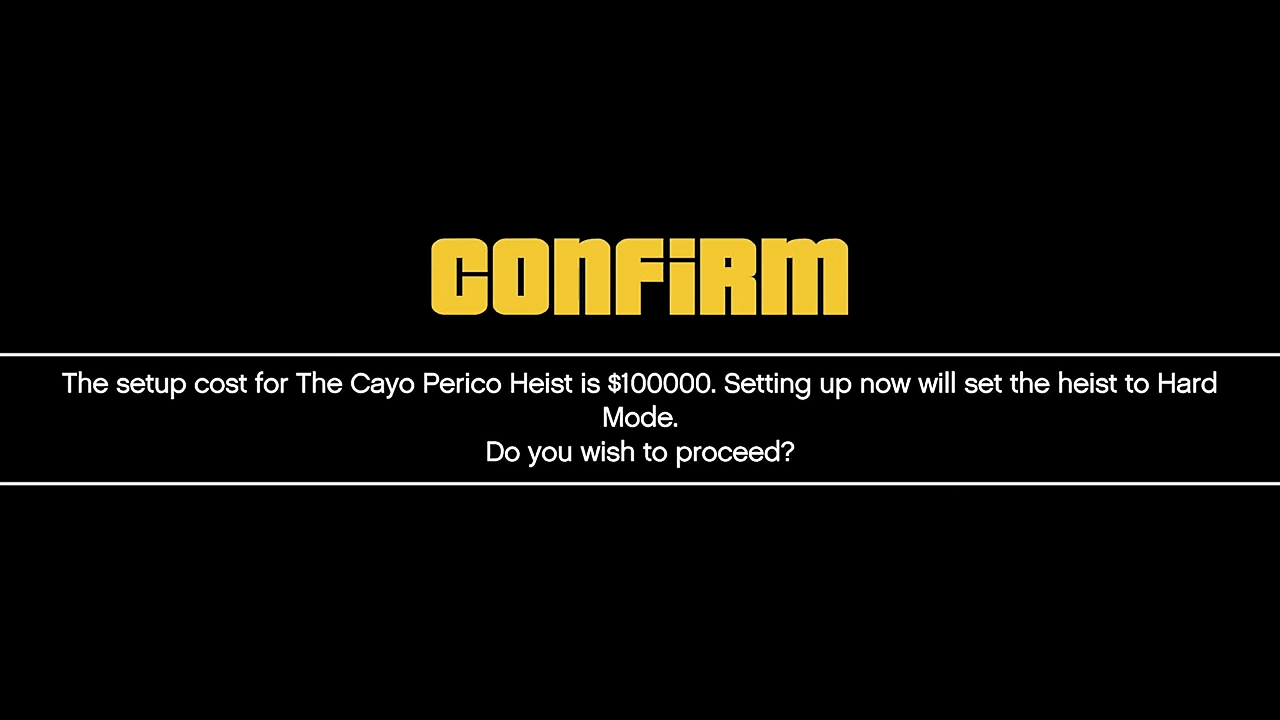 CONFIRM
The setup cost for The Cayo Perico Heist is $100000. Setting up now will set the heist to Hard
Mode.
Do you wish to proceed?